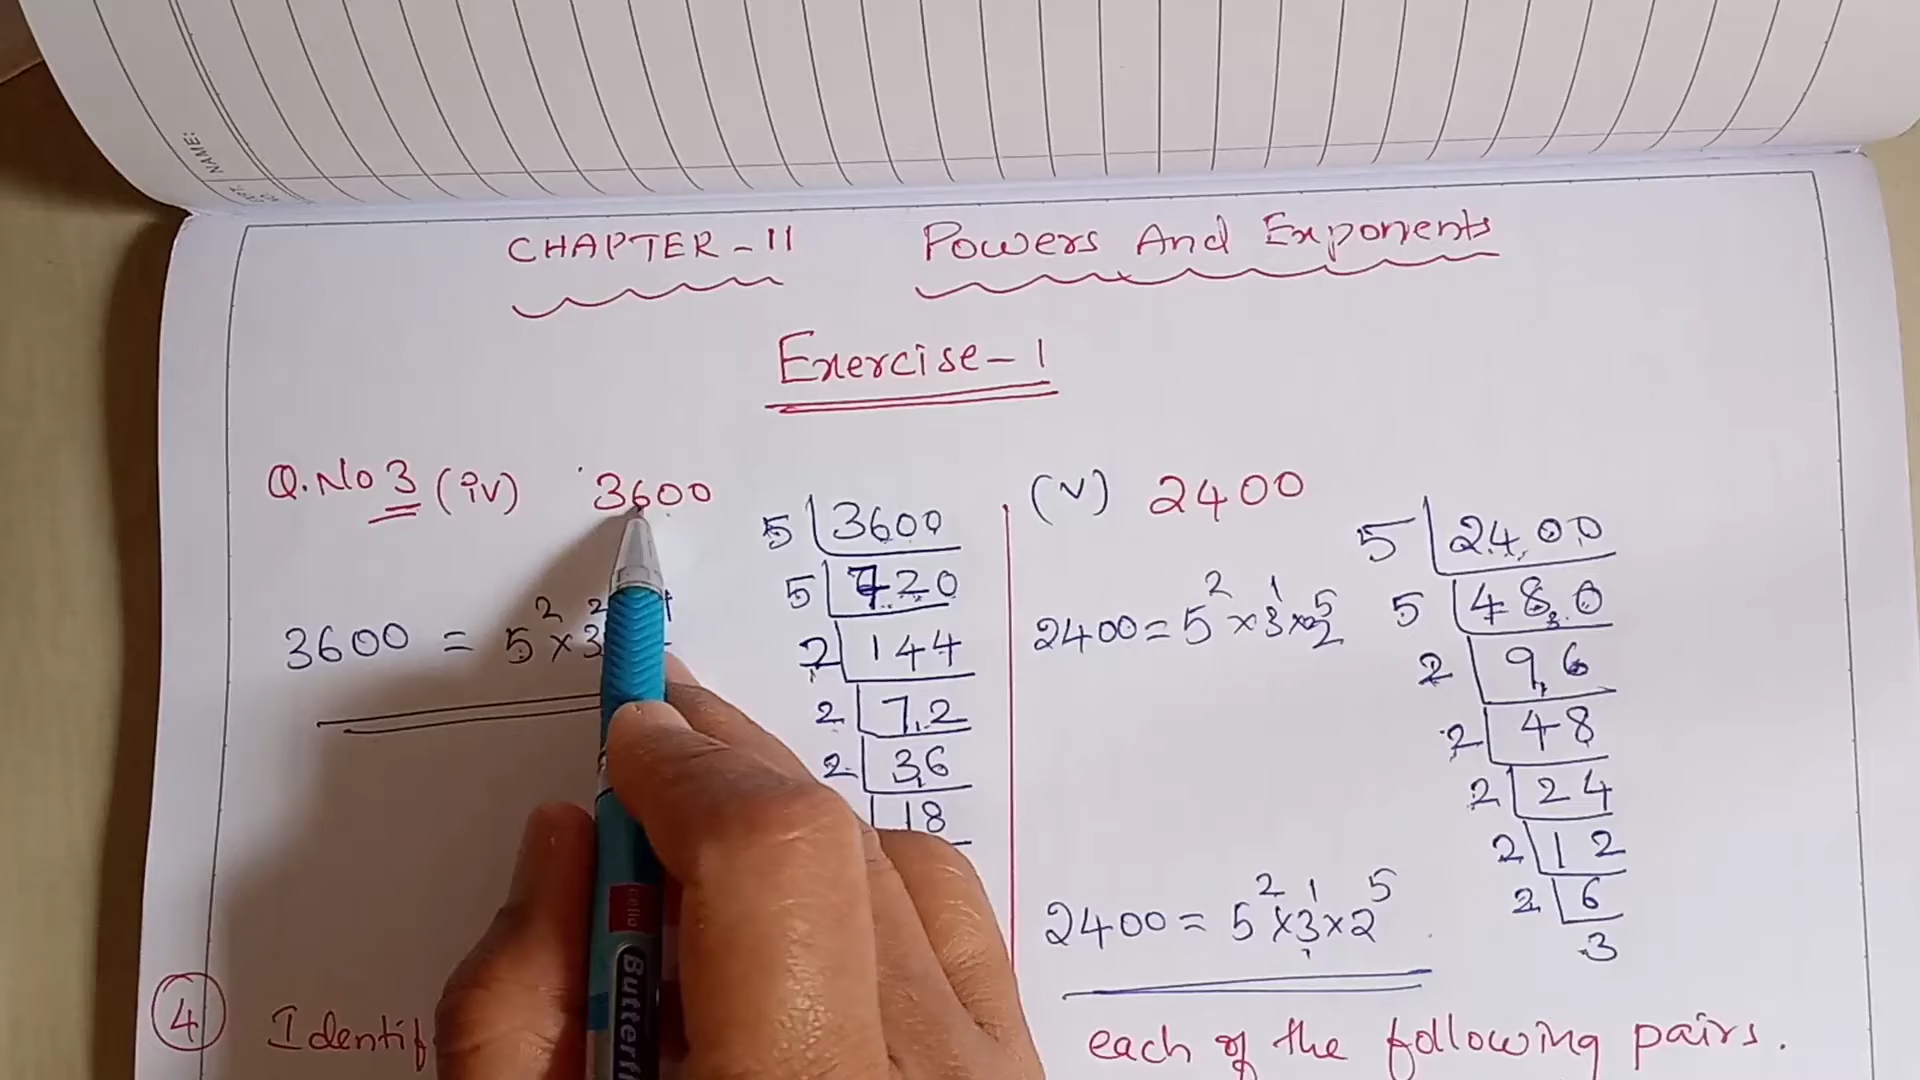 NAME:
CHAPTER - 11 Powers And Exponents
Exercise - 1
Q.No 3 (iv) 3600
5 3600
5 720
2 144
2 72
2 36
18
3600 = 5² × 3
(v) 2400
5 2400
5 480
2 96
2 48
2 24
2 12
2 6
3
2400 = 5² × 3¹ × 2⁵
2400 = 5² × 3¹ × 2⁵
cello
Butterf
4 Identif each of the following pairs.